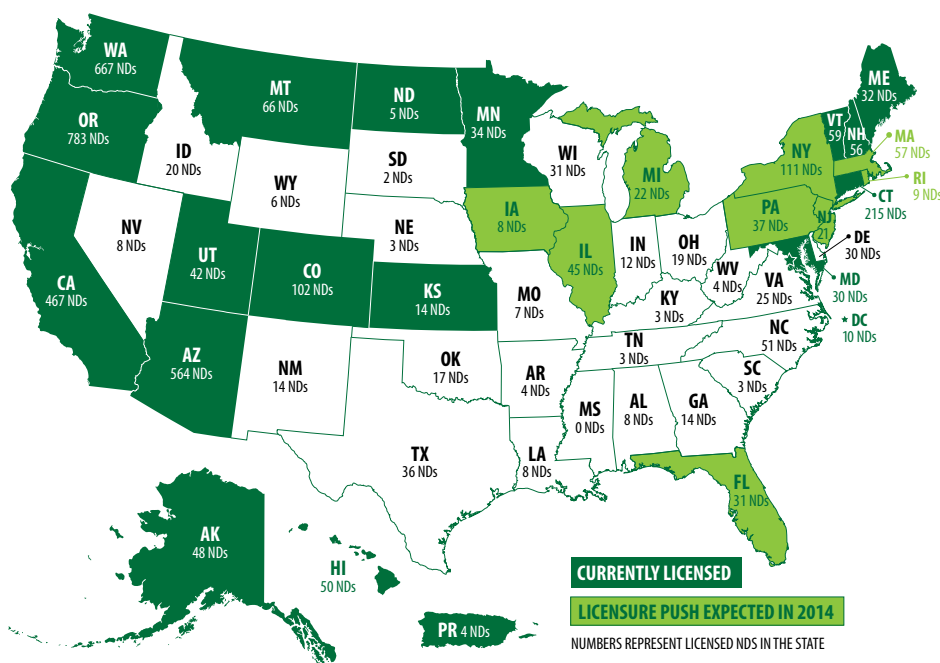 WA
667 NDs
OR
783 NDs
CA
467 NDs
NV
8 NDs
ID
20 NDs
MT
66 NDs
WY
6 NDs
UT
42 NDs
AZ
564 NDs
CO
102 NDs
NM
14 NDs
ND
5 NDs
SD
2 NDs
NE
3 NDs
KS
14 NDs
OK
17 NDs
TX
36 NDs
MN
34 NDs
IA
8 NDs
MO
7 NDs
AR
4 NDs
LA
8 NDs
WI
31 NDs
IL
45 NDs
MI
22 NDs
IN
12 NDs
OH
19 NDs
KY
3 NDs
TN
3 NDs
MS
0 NDs
AL
8 NDs
GA
14 NDs
FL
31 NDs
SC
3 NDs
NC
51 NDs
VA
25 NDs
WV
4 NDs
PA
37 NDs
NY
111 NDs
NJ
21
VT
59
NH
56
ME
32 NDs
MA
57 NDs
RI
9 NDs
CT
215 NDs
DE
30 NDs
MD
30 NDs
DC
10 NDs
AK
48 NDs
HI
50 NDs
PR 4 NDs
CURRENTLY LICENSED
LICENSURE PUSH EXPECTED IN 2014
NUMBERS REPRESENT LICENSED NDS IN THE STATE